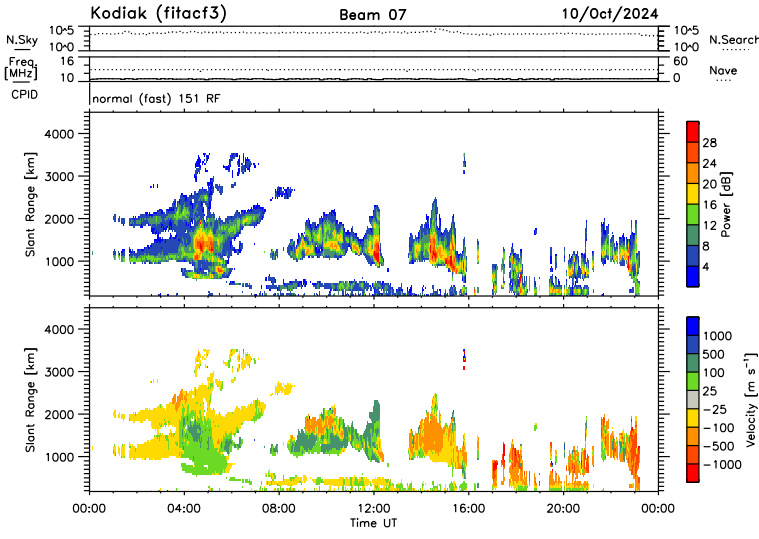 Kodiak (fitacf3) Beam 07 10/Oct/2024
N.Sky 10^5 10^0 10^5 10^0 N.Search
Freq. [MHz] 16 10 60 0 Nave
CPID normal (fast) 151 RF
Slant Range [km] 4000 3000 2000 1000
Power [dB] 28 24 20 16 12 8 4
Slant Range [km] 4000 3000 2000 1000
Velocity [m s⁻¹] 1000 500 100 25 −25 −100 −500 −1000
00:00 04:00 08:00 12:00 16:00 20:00 00:00
Time UT